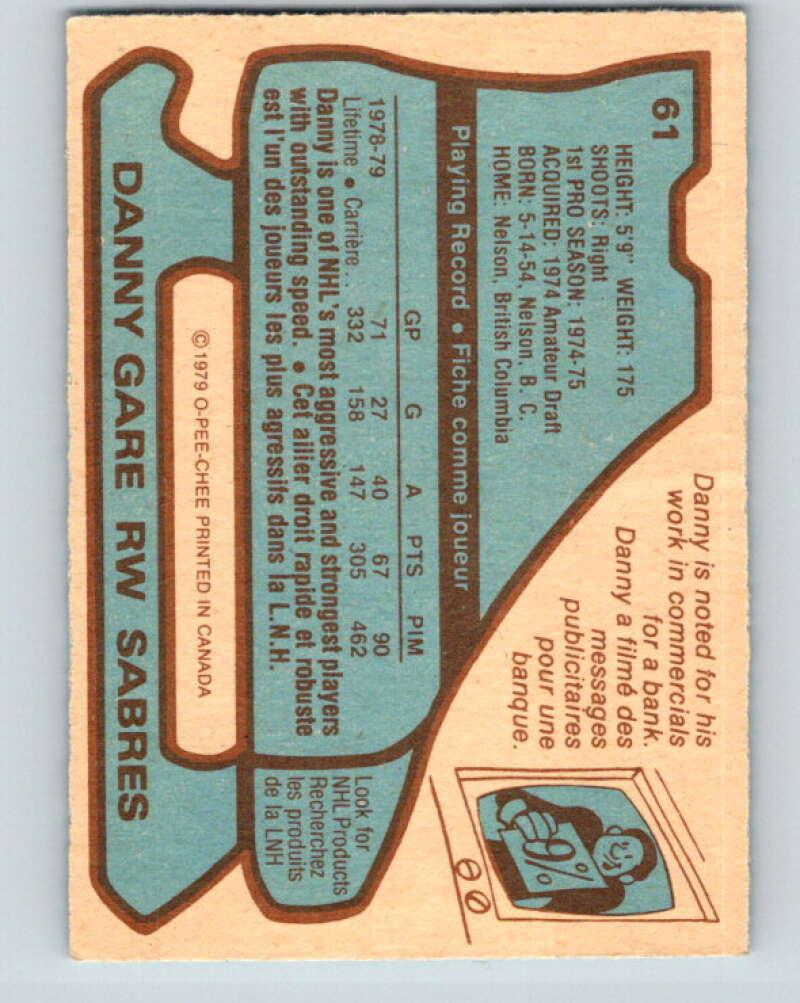 61
HEIGHT: 5'9" WEIGHT: 175
SHOOTS: Right
1st PRO SEASON: 1974-75
ACQUIRED: 1974 Amateur Draft
BORN: 5-14-54, Nelson, B. C.
HOME: Nelson, British Columbia
Danny is noted for his
work in commercials
for a bank.
Danny a filmé des
messages
publicitaires
pour une
banque.
9%
Playing Record • Fiche comme joueur
GP G A PTS PIM
1978-79 71 27 40 67 90
Lifetime • Carrière . . 332 158 147 305 462
Danny is one of NHL's most aggressive and strongest players
with outstanding speed. • Cet ailier droit rapide et robuste
est l'un des joueurs les plus agressifs dans la L.N.H.
Look for
NHL Products
Recherchez
les produits
de la LNH
©1979 O-PEE-CHEE PRINTED IN CANADA
DANNY GARE RW SABRES